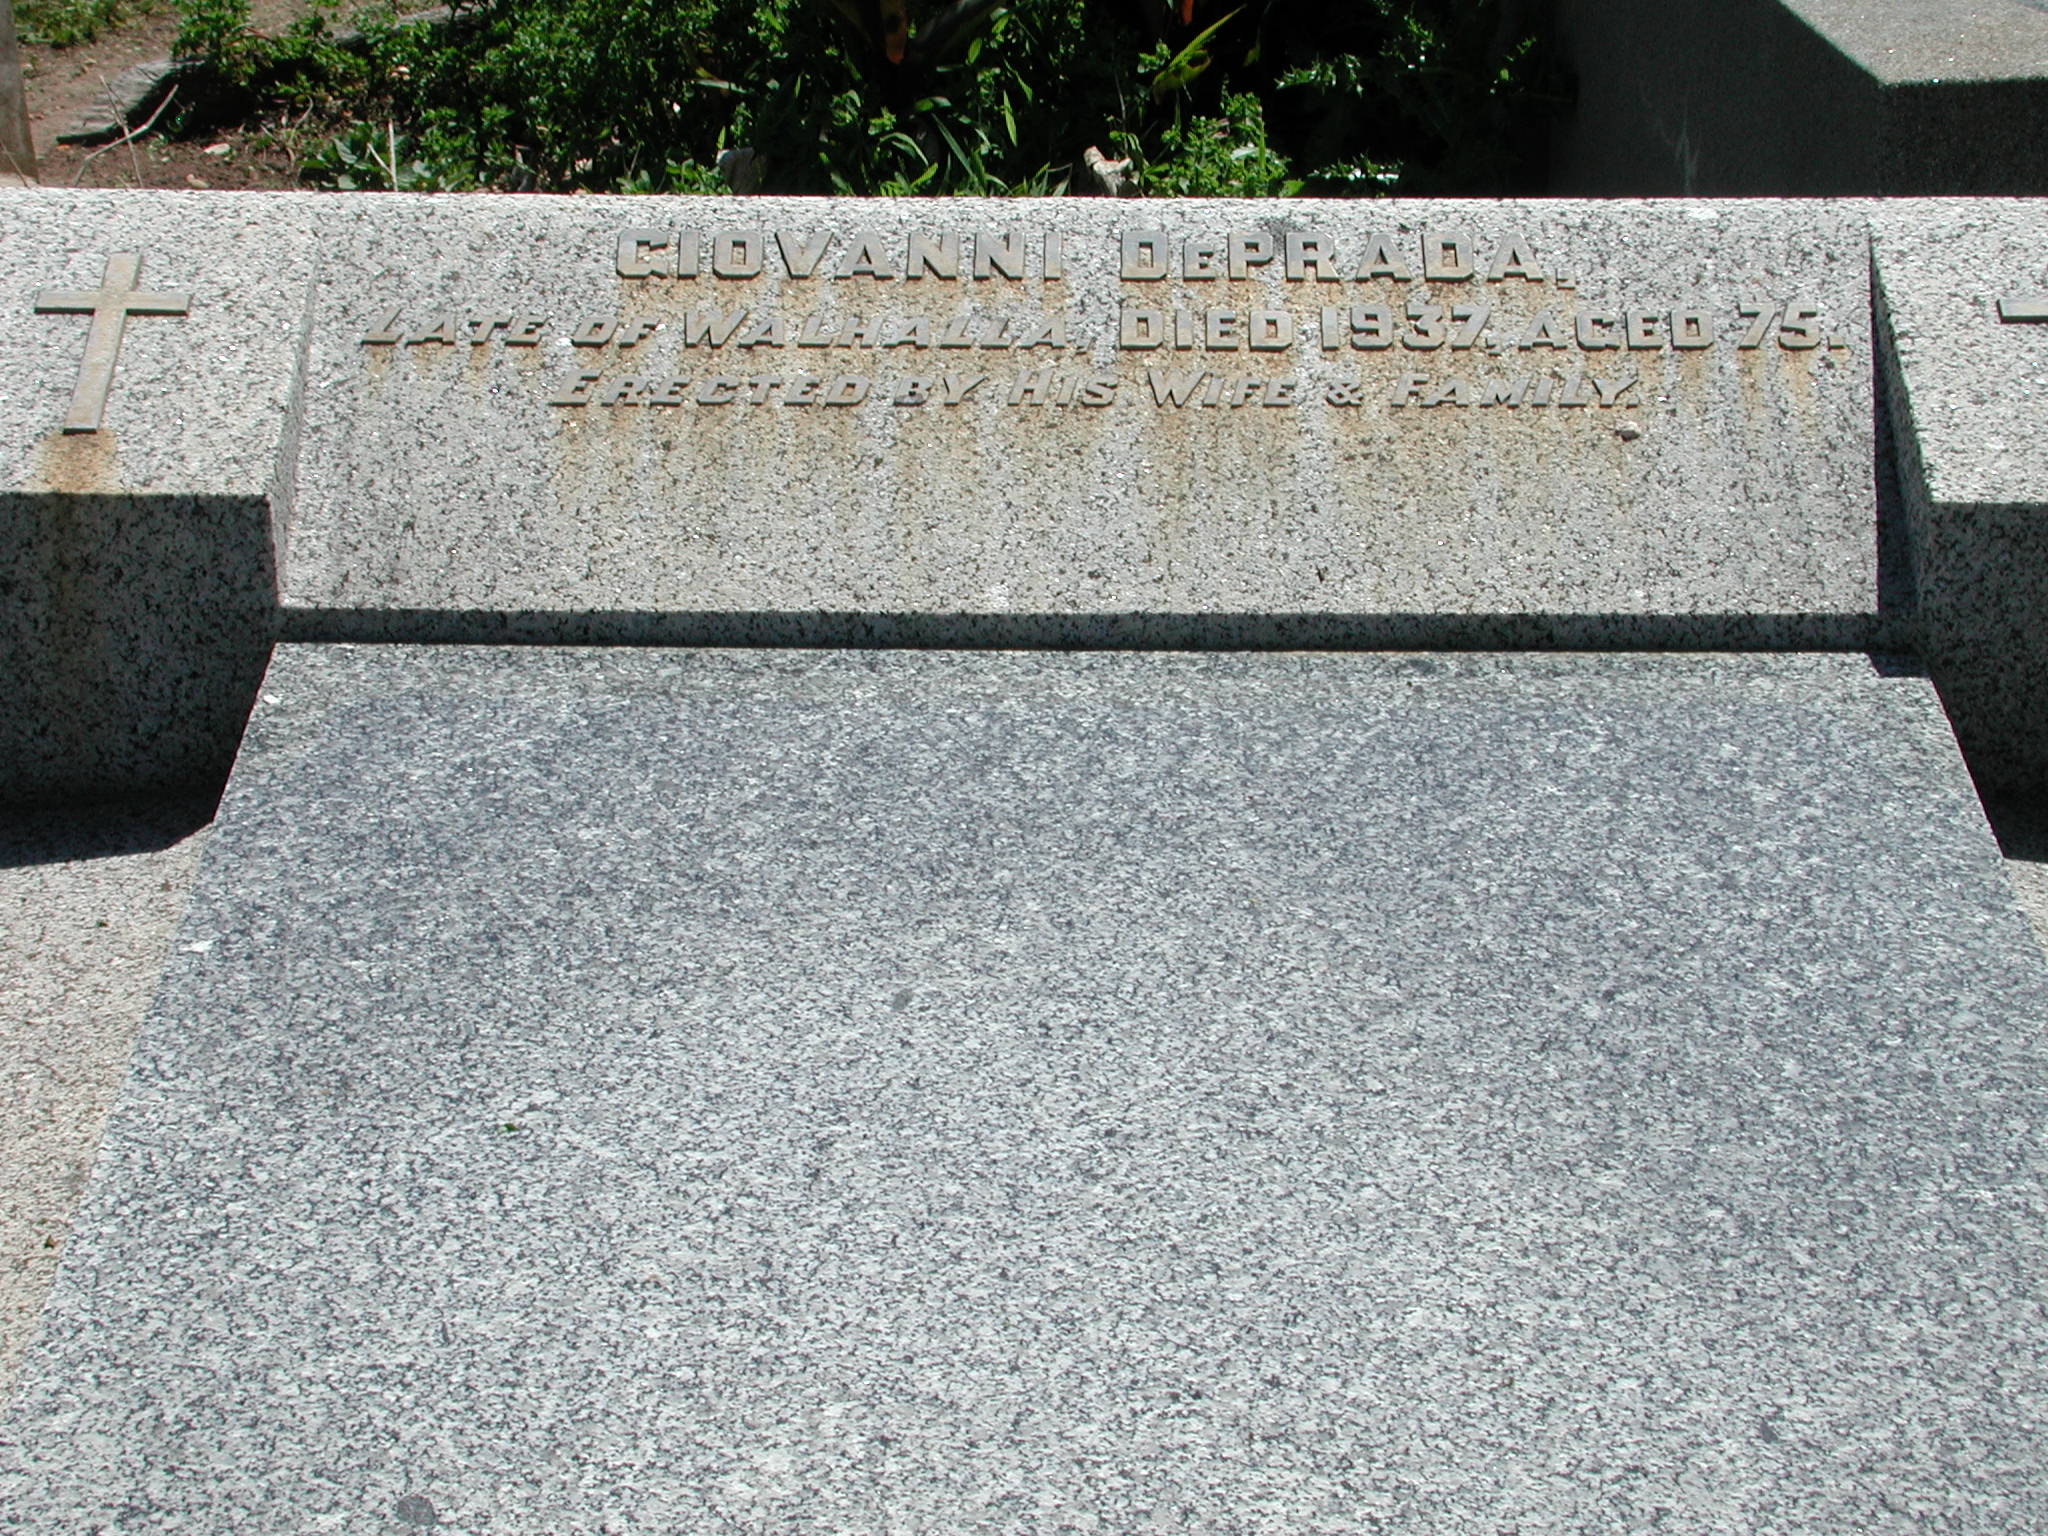 GIOVANNI DePRADA,
LATE OF WALHALLA, DIED 1937, AGED 75.
ERECTED BY HIS WIFE & FAMILY.